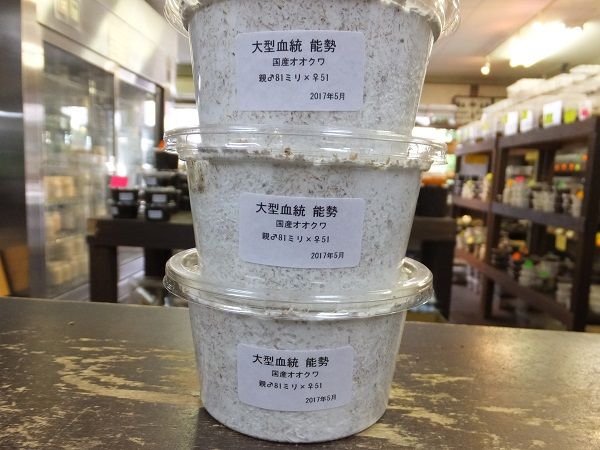 大型血統 能勢
国産オオクワ
親♂81ミリ×♀51
2017年5月
大型血統 能勢
国産オオクワ
親♂81ミリ×♀51
2017年5月
大型血統 能勢
国産オオクワ
親♂81ミリ×♀51
2017年5月